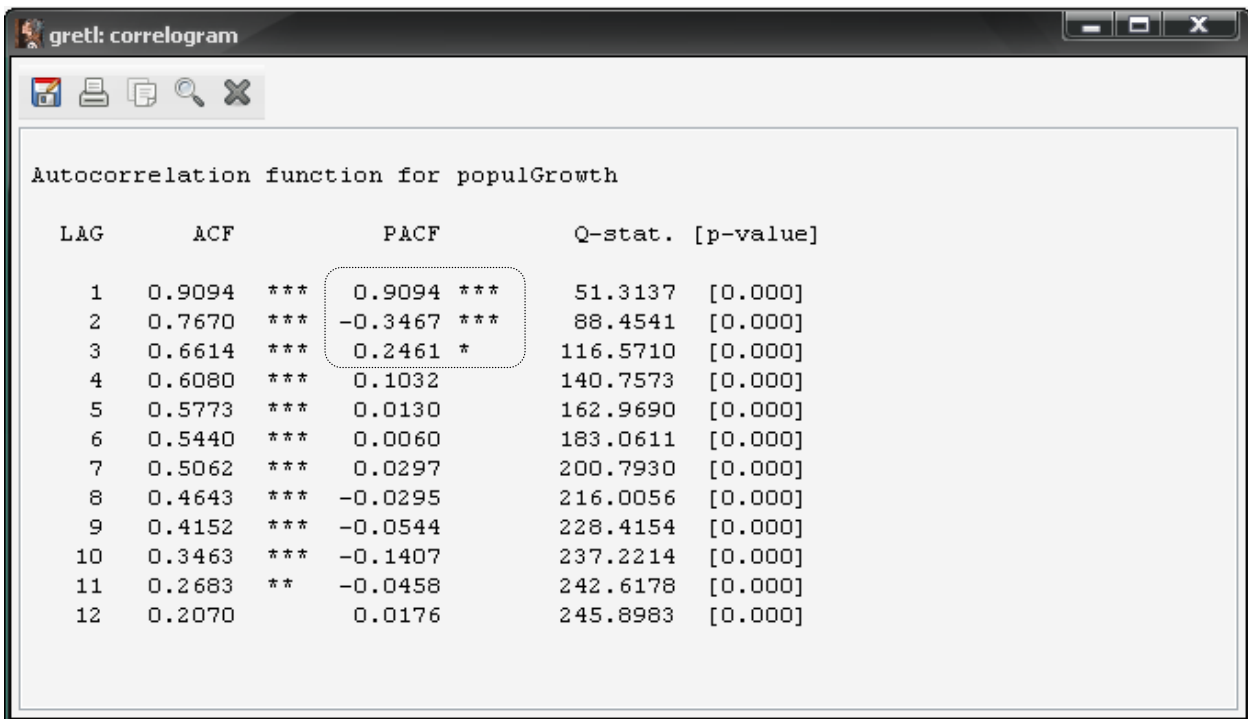 gretl: correlogram
Autocorrelation function for populGrowth
LAG ACF PACF Q-stat. [p-value]
1 0.9094 *** 0.9094 *** 51.3137 [0.000]
2 0.7670 *** -0.3467 *** 88.4541 [0.000]
3 0.6614 *** 0.2461 * 116.5710 [0.000]
4 0.6080 *** 0.1032 140.7573 [0.000]
5 0.5773 *** 0.0130 162.9690 [0.000]
6 0.5440 *** 0.0060 183.0611 [0.000]
7 0.5062 *** 0.0297 200.7930 [0.000]
8 0.4643 *** -0.0295 216.0056 [0.000]
9 0.4152 *** -0.0544 228.4154 [0.000]
10 0.3463 *** -0.1407 237.2214 [0.000]
11 0.2683 ** -0.0458 242.6178 [0.000]
12 0.2070 0.0176 245.8983 [0.000]